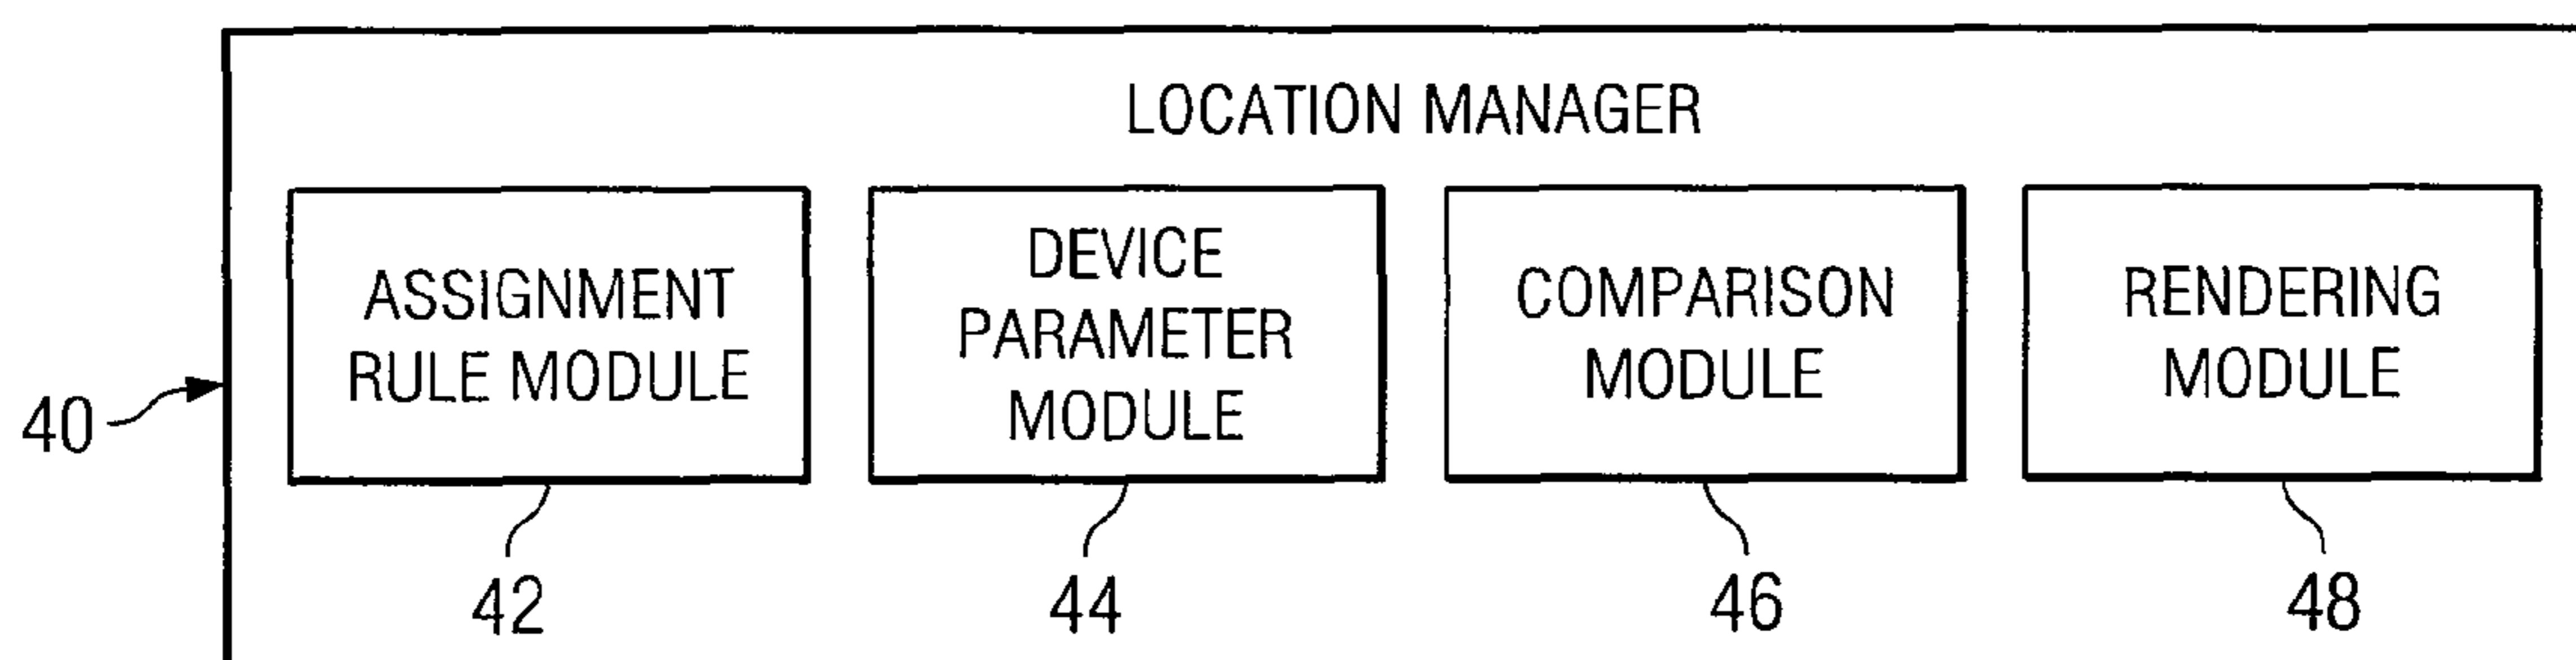 LOCATION MANAGER
ASSIGNMENT
RULE MODULE
DEVICE
PARAMETER
MODULE
COMPARISON
MODULE
RENDERING
MODULE
40
42
44
46
48